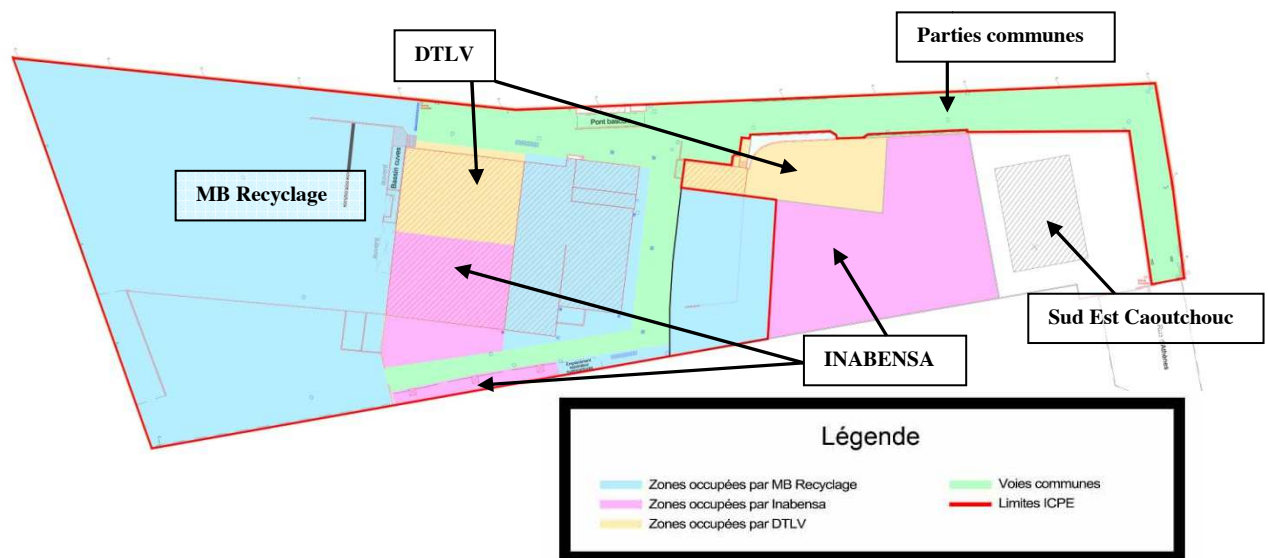 Parties communes
DTLV
Pont bascule
Bassin cuves
MB Recyclage
Sud Est Caoutchouc
INABENSA
d'Athènes
Légende
Zones occupées par MB Recyclage
Voies communes
Zones occupées par Inabensa
Limites ICPE
Zones occupées par DTLV